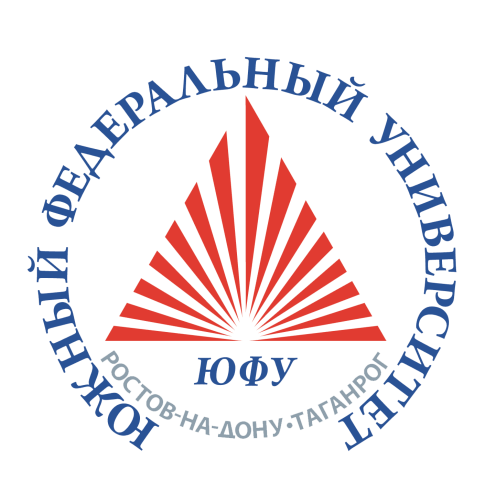 ЮЖНЫЙ ФЕДЕРАЛЬНЫЙ УНИВЕРСИТЕТ
ЮФУ
РОСТОВ-НА-ДОНУ•ТАГАНРОГ